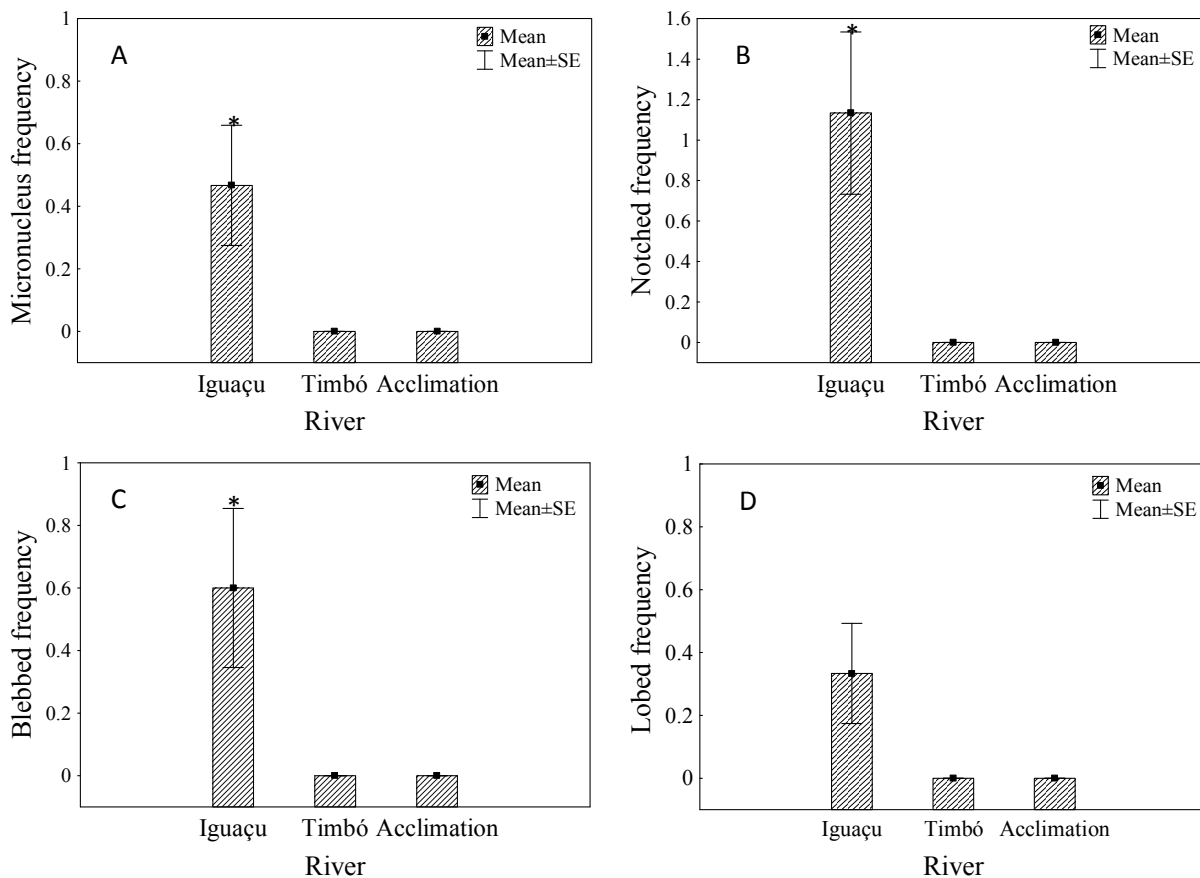 A
Mean
Mean±SE
*
Micronucleus frequency
1
0.8
0.6
0.4
0.2
0
Iguaçu Timbó Acclimation
River
B
Mean
Mean±SE
*
Notched frequency
1.6
1.4
1.2
1
0.8
0.6
0.4
0.2
0
Iguaçu Timbó Acclimation
River
C
Mean
Mean±SE
*
Blebbed frequency
1
0.8
0.6
0.4
0.2
0
Iguaçu Timbó Acclimation
River
D
Mean
Mean±SE
Lobed frequency
1
0.8
0.6
0.4
0.2
0
Iguaçu Timbó Acclimation
River